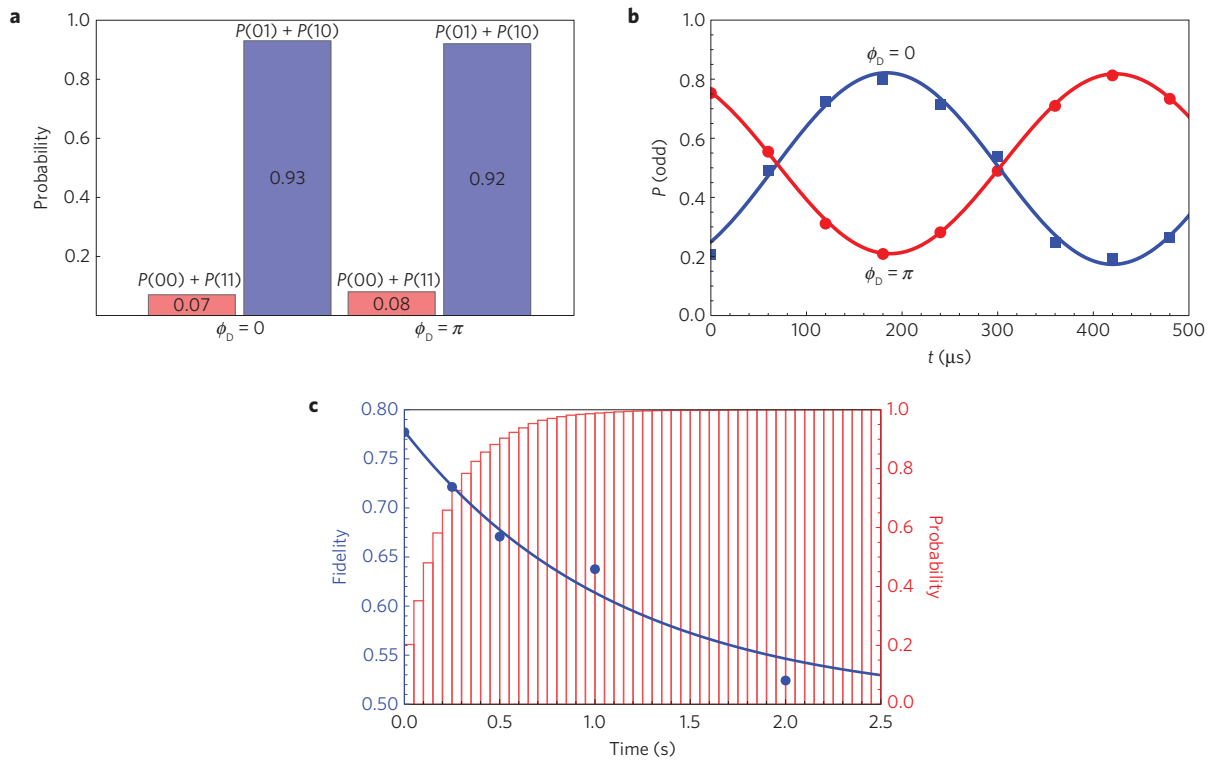 a
1.0
0.8
0.6
0.4
0.2
Probability
P(01) + P(10)
P(01) + P(10)
0.93
0.92
P(00) + P(11)
P(00) + P(11)
0.07
0.08
ϕD = 0
ϕD = π
b
1.0
0.8
0.6
0.4
0.2
0.0
P (odd)
ϕD = 0
ϕD = π
0 100 200 300 400 500
t (μs)
c
0.80
0.75
0.70
0.65
0.60
0.55
0.50
Fidelity
1.0
0.8
0.6
0.4
0.2
0.0
Probability
0.0 0.5 1.0 1.5 2.0 2.5
Time (s)